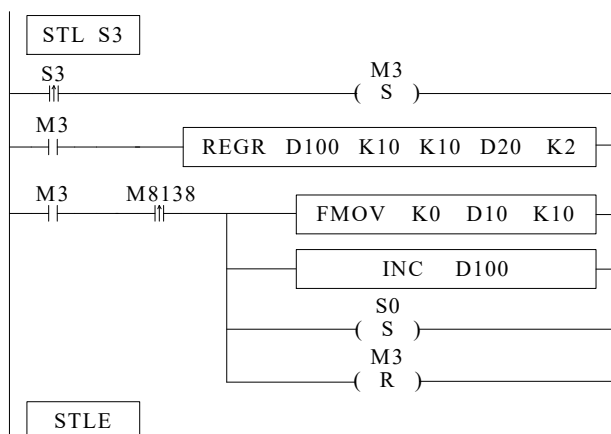 STL S3
S3
M3
S
M3
REGR D100 K10 K10 D20 K2
M3 M8138
FMOV K0 D10 K10
INC D100
S0
S
M3
R
STLE